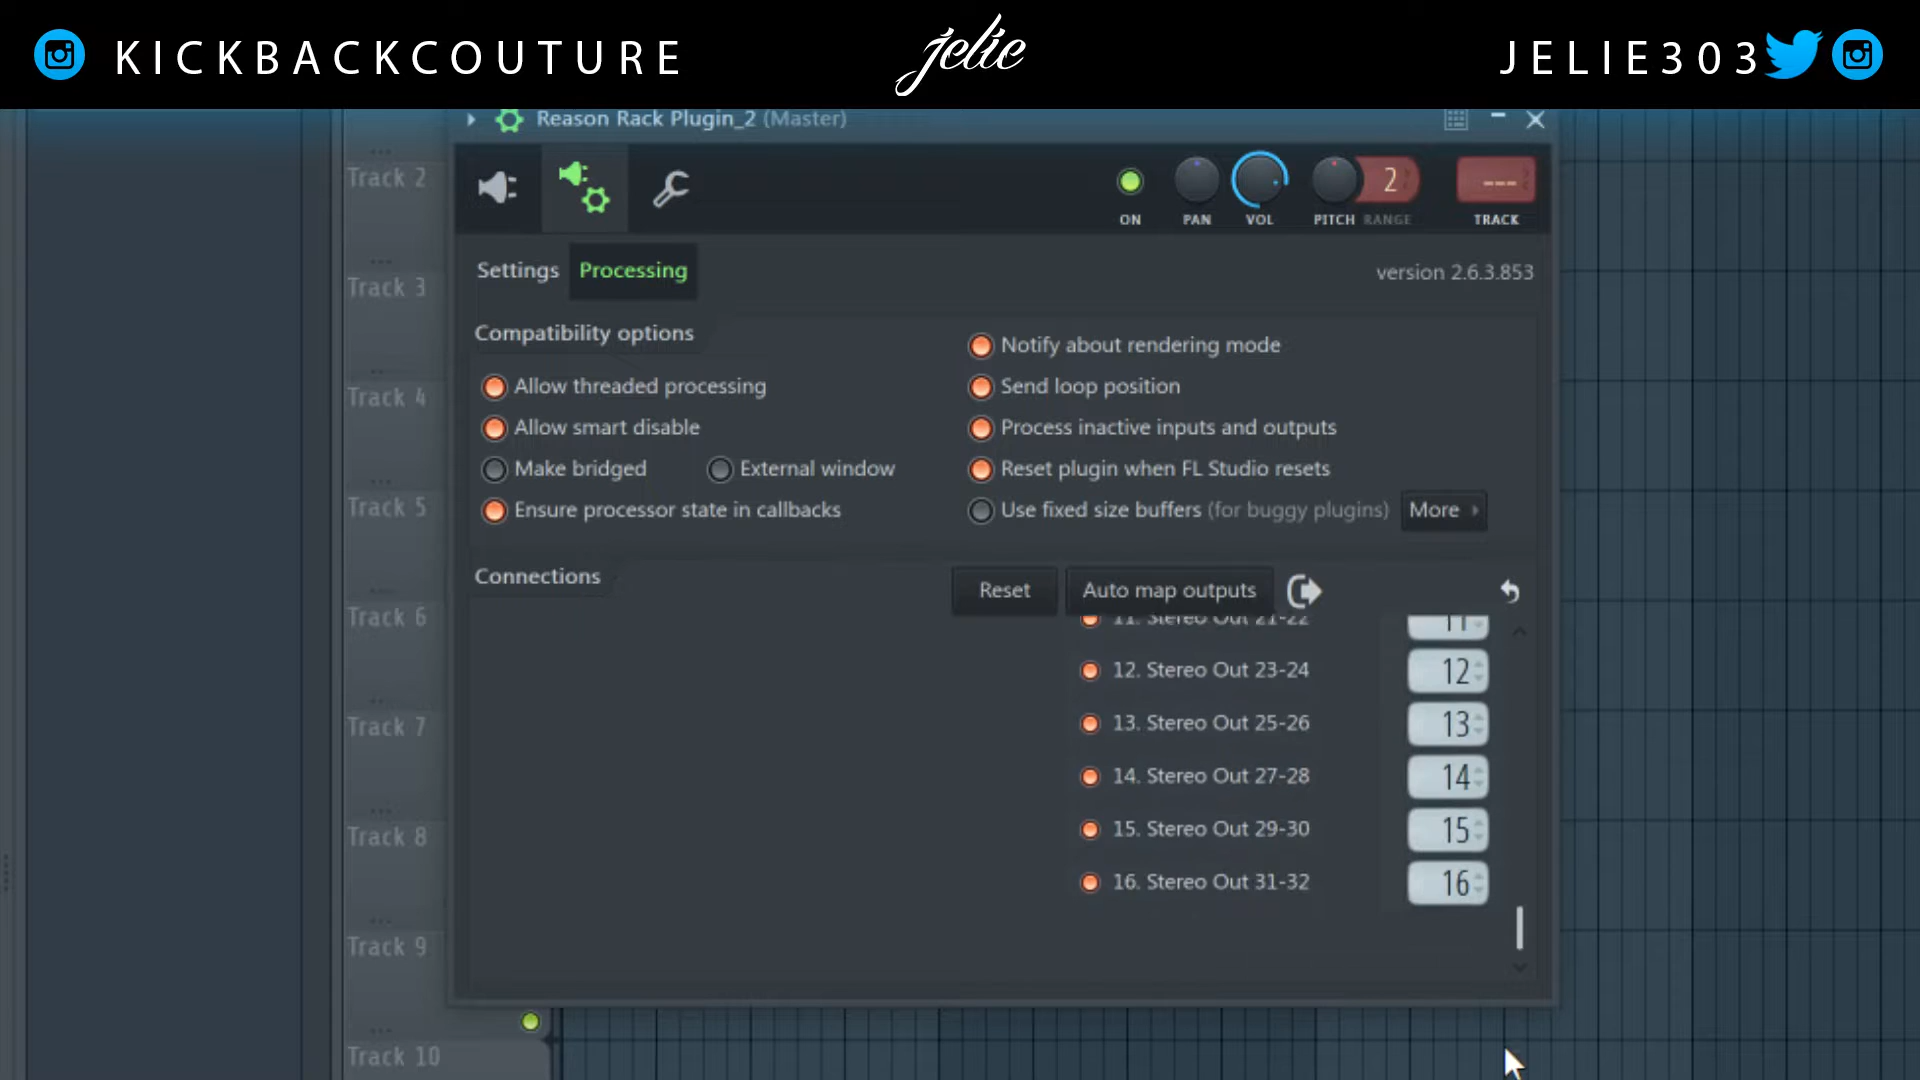 KICKBACKCOUTURE
jelie
JELIE303
Reason Rack Plugin_2 (Master)
ON
PAN
VOL
PITCH
2
RANGE
---
TRACK
Settings
Processing
version 2.6.3.853
Compatibility options
Allow threaded processing
Allow smart disable
Make bridged
External window
Ensure processor state in callbacks
Notify about rendering mode
Send loop position
Process inactive inputs and outputs
Reset plugin when FL Studio resets
Use fixed size buffers (for buggy plugins)
More
Connections
Reset
Auto map outputs
11. Stereo Out 21-22 11
12. Stereo Out 23-24 12
13. Stereo Out 25-26 13
14. Stereo Out 27-28 14
15. Stereo Out 29-30 15
16. Stereo Out 31-32 16
Track 2
Track 3
Track 4
Track 5
Track 6
Track 7
Track 8
Track 9
Track 10